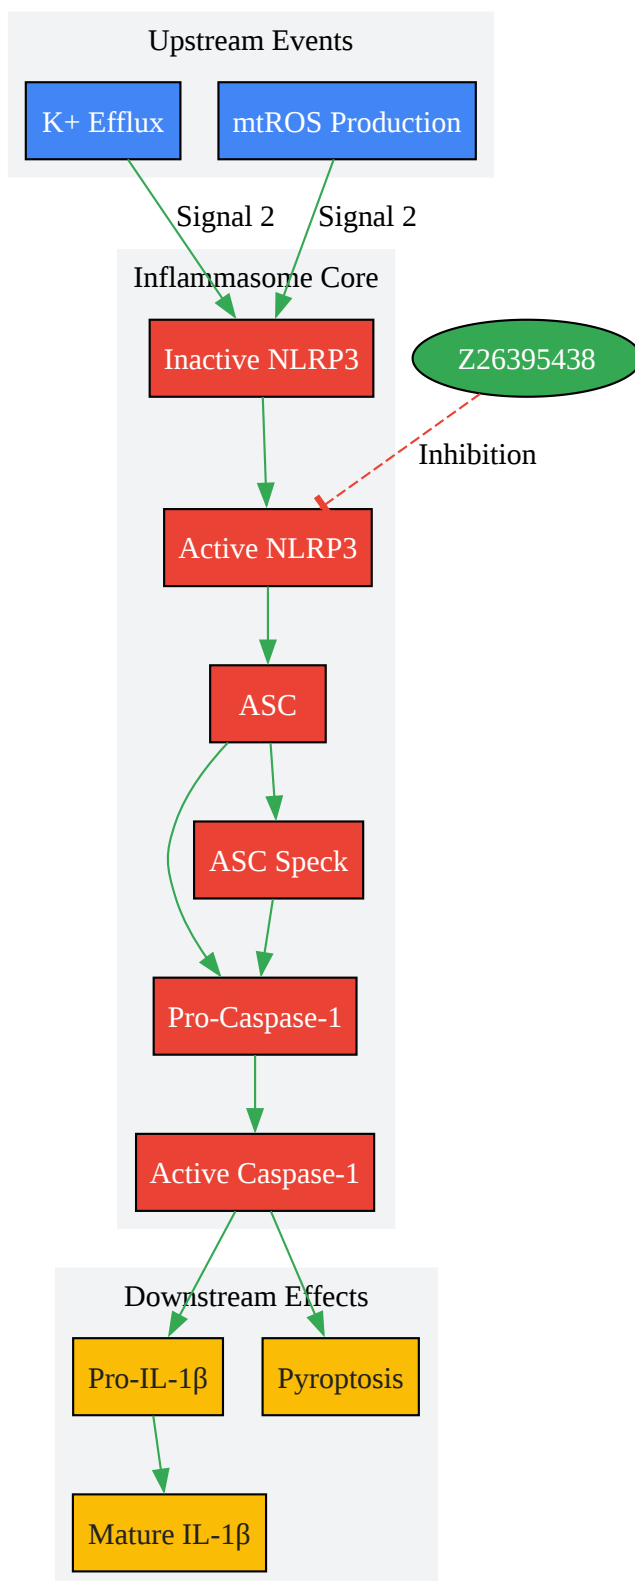 Upstream Events
K+ Efflux
mtROS Production
Signal 2
Signal 2
Inflammasome Core
Inactive NLRP3
Z26395438
Inhibition
Active NLRP3
ASC
ASC Speck
Pro-Caspase-1
Active Caspase-1
Downstream Effects
Pro-IL-1β
Pyroptosis
Mature IL-1β